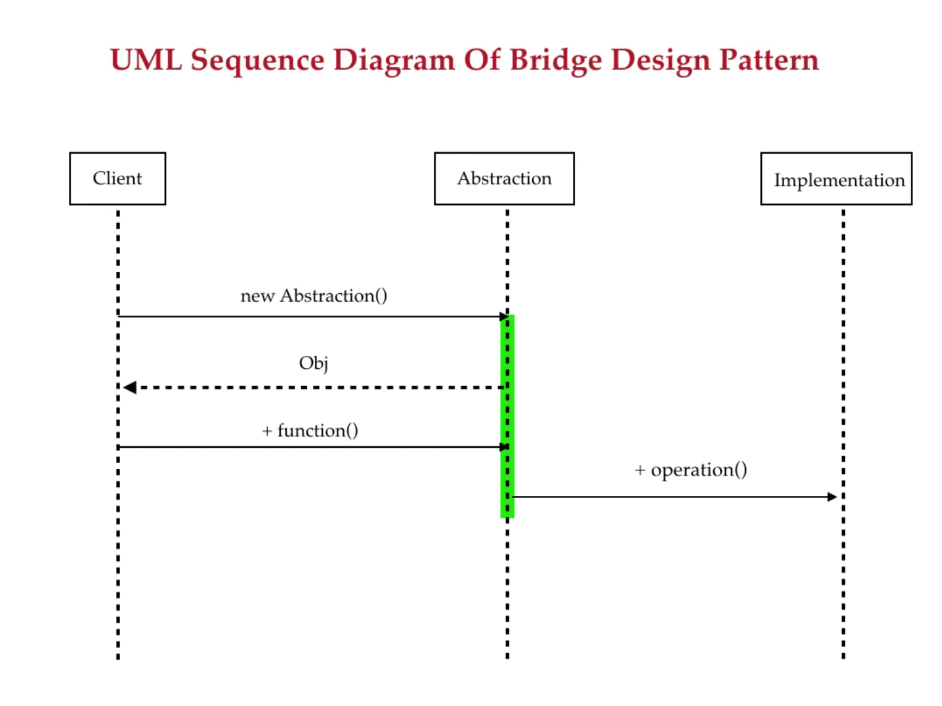 UML Sequence Diagram Of Bridge Design Pattern
Client
Abstraction
Implementation
new Abstraction()
Obj
+ function()
+ operation()